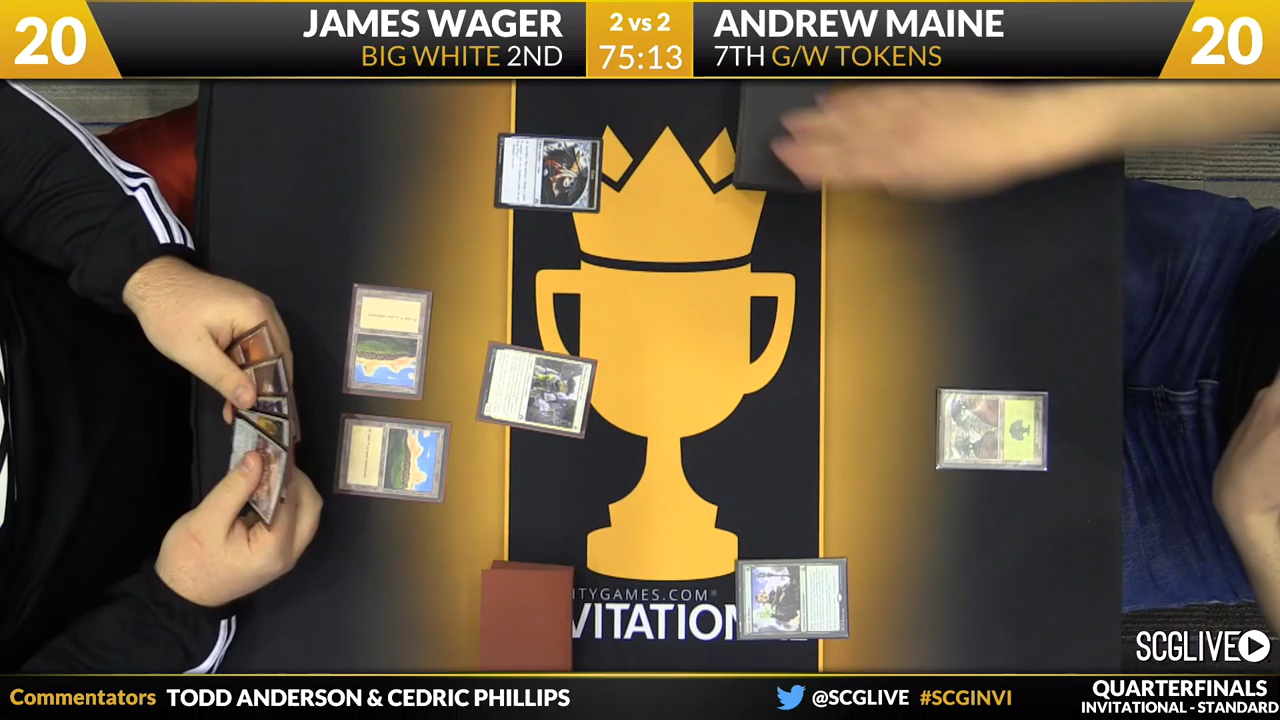 20
JAMES WAGER
BIG WHITE 2ND
2 vs 2
75:13
ANDREW MAINE
7TH G/W TOKENS
20
ITYGAMES.COM®
VITATION
SCGLIVE
Commentators TODD ANDERSON & CEDRIC PHILLIPS
@SCGLIVE #SCGINVI
QUARTERFINALS
INVITATIONAL - STANDARD